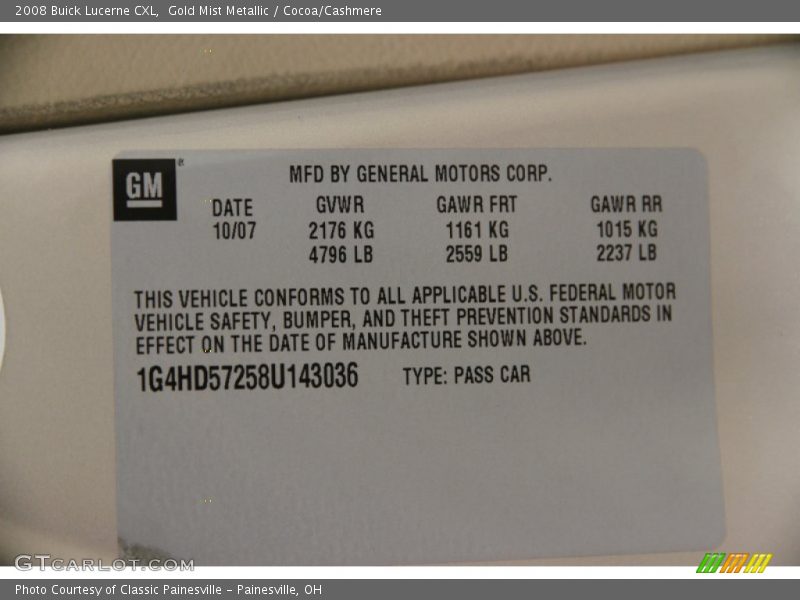 2008 Buick Lucerne CXL,  Gold Mist Metallic / Cocoa/Cashmere
GM®
MFD BY GENERAL MOTORS CORP.
DATE GVWR GAWR FRT GAWR RR
10/07 2176 KG 1161 KG 1015 KG
4796 LB 2559 LB 2237 LB
THIS VEHICLE CONFORMS TO ALL APPLICABLE U.S. FEDERAL MOTOR
VEHICLE SAFETY, BUMPER, AND THEFT PREVENTION STANDARDS IN
EFFECT ON THE DATE OF MANUFACTURE SHOWN ABOVE.
1G4HD57258U143036 TYPE: PASS CAR
GTCARLOT.COM
Photo Courtesy of Classic Painesville – Painesville, OH